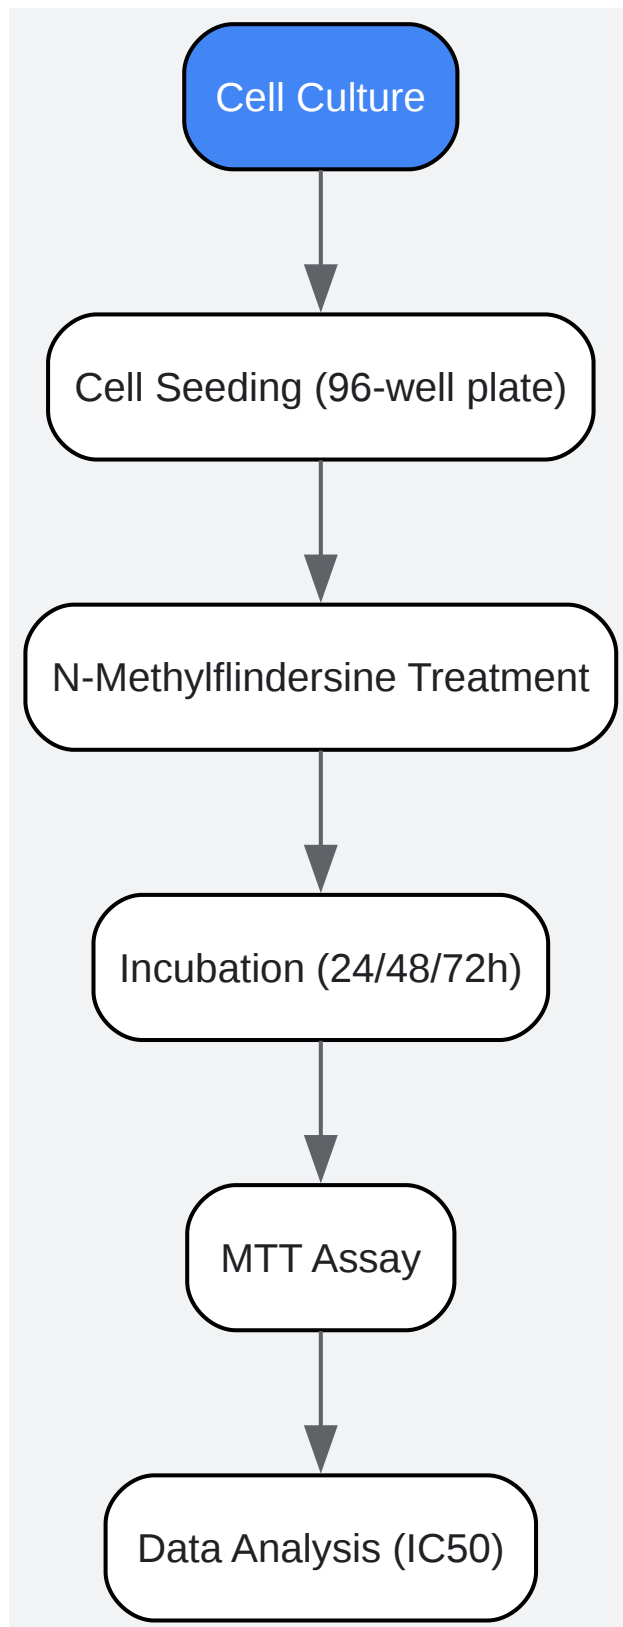 Cell Culture
Cell Seeding (96-well plate)
N-Methylflindersine Treatment
Incubation (24/48/72h)
MTT Assay
Data Analysis (IC50)